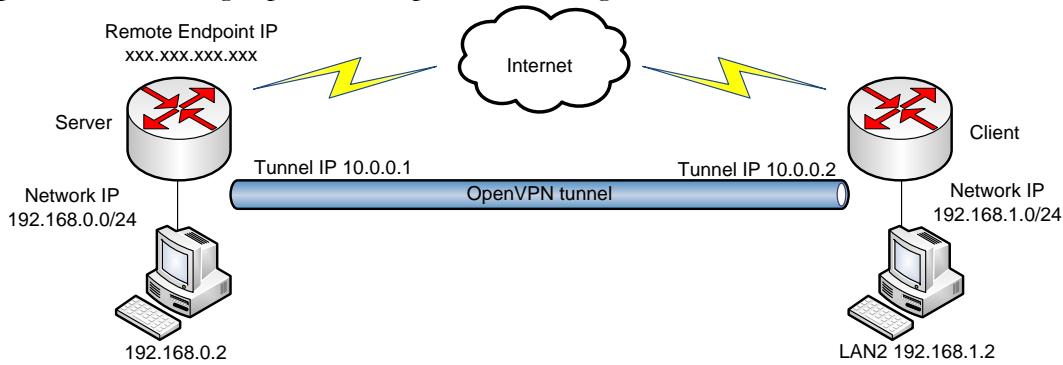 Remote Endpoint IP
xxx.xxx.xxx.xxx
Internet
Server
Client
Tunnel IP 10.0.0.1
Tunnel IP 10.0.0.2
OpenVPN tunnel
Network IP
192.168.0.0/24
Network IP
192.168.1.0/24
192.168.0.2
LAN2 192.168.1.2